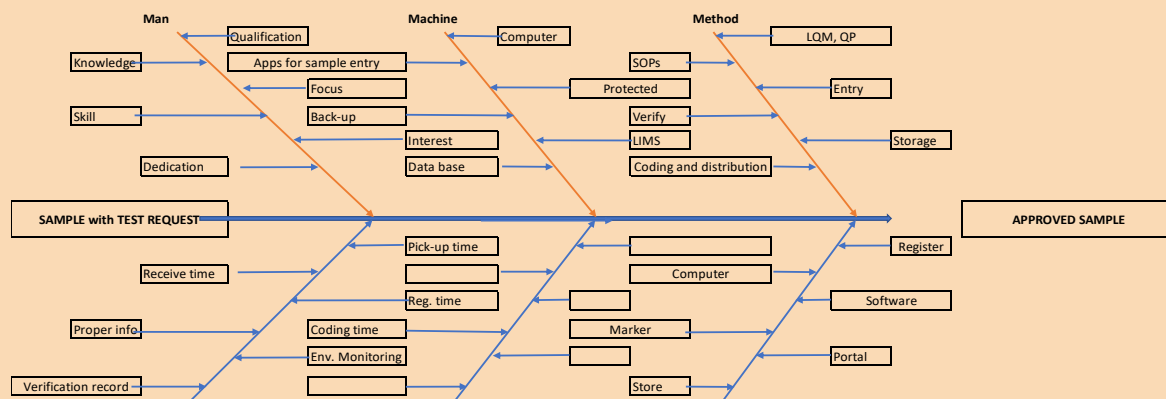 Man Machine Method
Qualification Computer LQM, QP
Knowledge Apps for sample entry SOPs
Focus Protected Entry
Skill Back-up Verify
Interest LIMS Storage
Dedication Data base Coding and distribution
SAMPLE with TEST REQUEST APPROVED SAMPLE
Pick-up time Register
Receive time Computer
Reg. time Software
Proper info Coding time Marker
Env. Monitoring Portal
Verification record Store